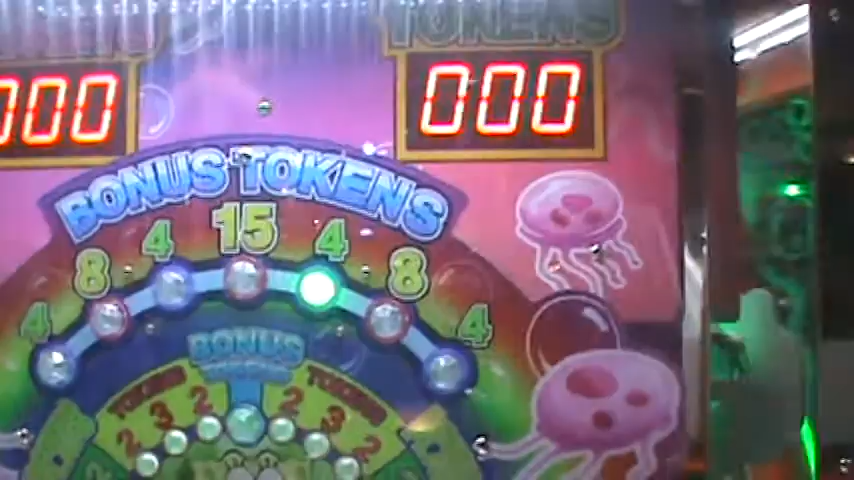 TOKENS
00
000
BONUS TOKENS
4 8 4 15 4 8 4
BONUS
TOKENS TOKENS
2 3 2 2 3 2